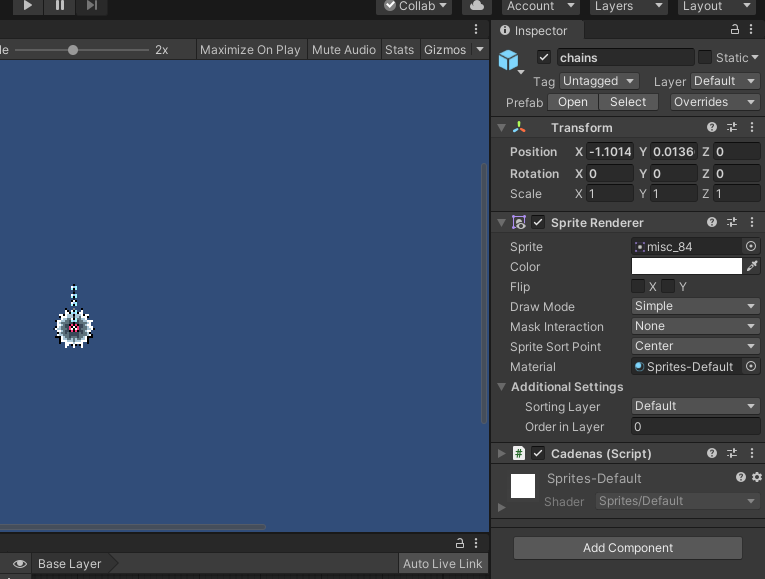 Collab Account Layers Layout
le 2x Maximize On Play Mute Audio Stats Gizmos
Inspector
chains Static
Tag Untagged Layer Default
Prefab Open Select Overrides
Transform
Position X -1.1014 Y 0.0136 Z 0
Rotation X 0 Y 0 Z 0
Scale X 1 Y 1 Z 1
Sprite Renderer
Sprite misc_84
Color
Flip X Y
Draw Mode Simple
Mask Interaction None
Sprite Sort Point Center
Material Sprites-Default
Additional Settings
Sorting Layer Default
Order in Layer 0
# Cadenas (Script)
Sprites-Default
Shader Sprites/Default
Base Layer Auto Live Link
Add Component